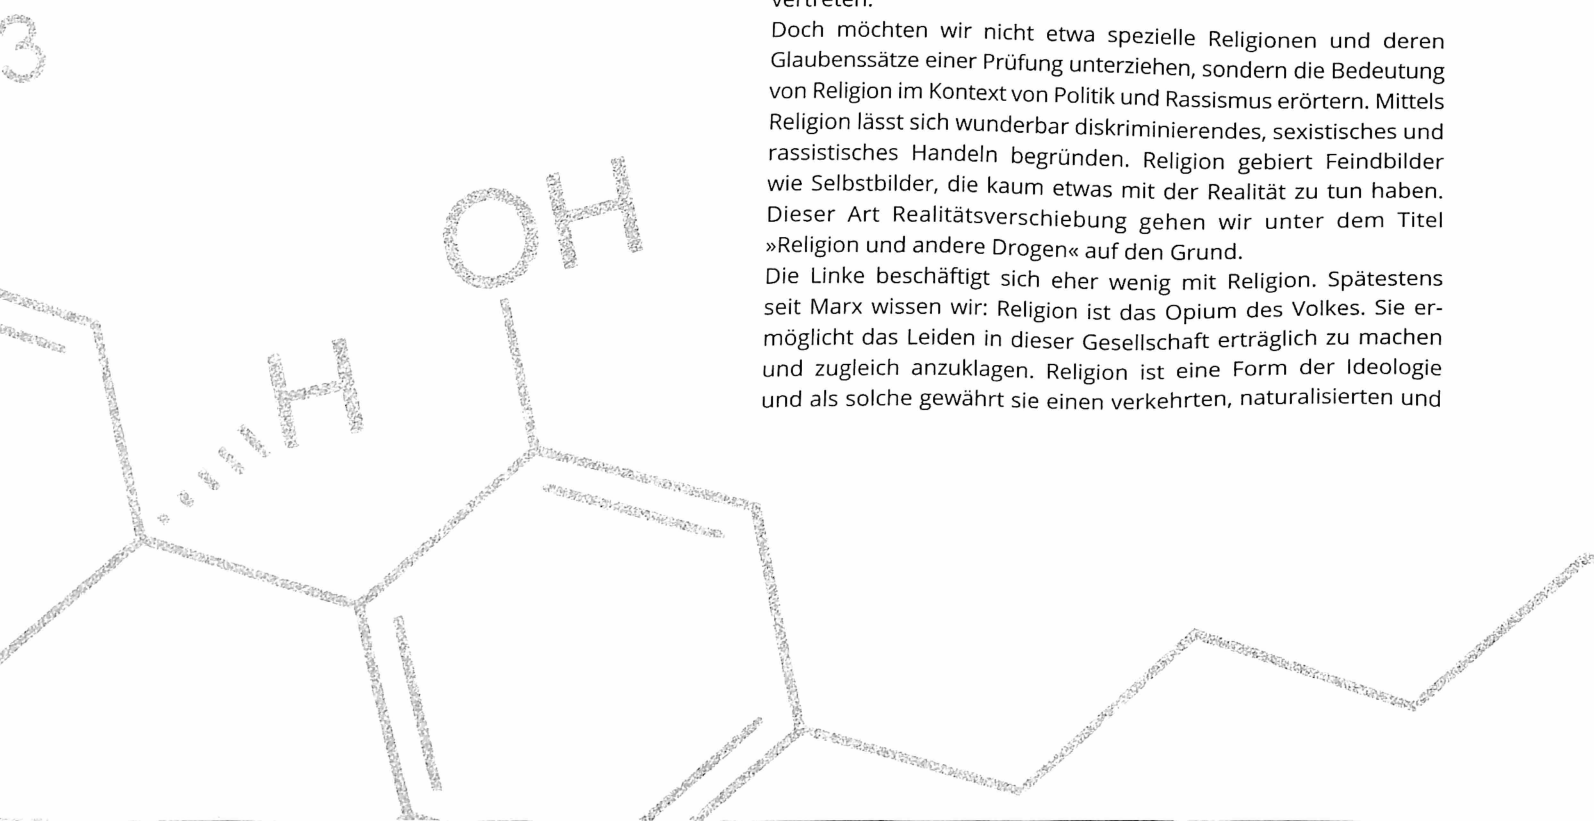 vertreten.
Doch möchten wir nicht etwa spezielle Religionen und deren
Glaubenssätze einer Prüfung unterziehen, sondern die Bedeutung
von Religion im Kontext von Politik und Rassismus erörtern. Mittels
Religion lässt sich wunderbar diskriminierendes, sexistisches und
rassistisches Handeln begründen. Religion gebiert Feindbilder
wie Selbstbilder, die kaum etwas mit der Realität zu tun haben.
Dieser Art Realitätsverschiebung gehen wir unter dem Titel
»Religion und andere Drogen« auf den Grund.
Die Linke beschäftigt sich eher wenig mit Religion. Spätestens
seit Marx wissen wir: Religion ist das Opium des Volkes. Sie er-
möglicht das Leiden in dieser Gesellschaft erträglich zu machen
und zugleich anzuklagen. Religion ist eine Form der Ideologie
und als solche gewährt sie einen verkehrten, naturalisierten und
3
OH
H